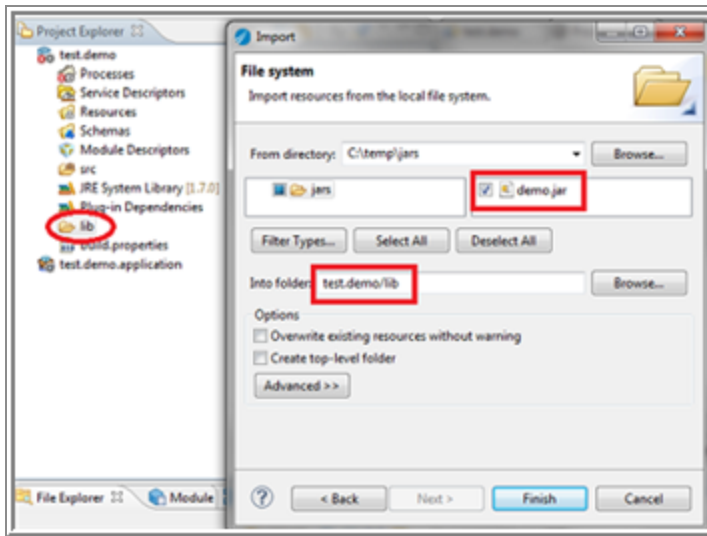 Project Explorer
test.demo
Processes
Service Descriptors
Resources
Schemas
Module Descriptors
src
JRE System Library [1.7.0]
Plug-in Dependencies
lib
build.properties
test.demo.application
File Explorer
Module
Import
File system
Import resources from the local file system.
From directory: C:\temp\jars
Browse...
jars
demo.jar
Filter Types...
Select All
Deselect All
Into folder: test.demo/lib
Browse...
Options
Overwrite existing resources without warning
Create top-level folder
Advanced >>
? < Back Next > Finish Cancel